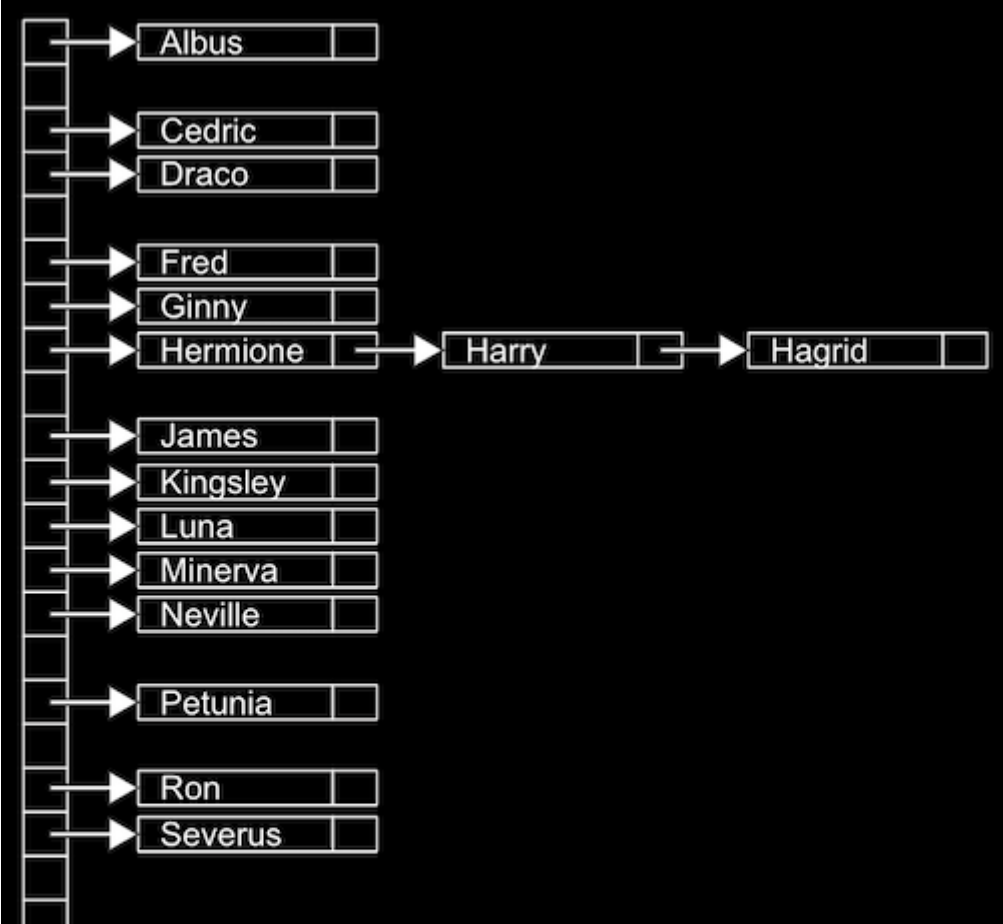 Albus
Cedric
Draco
Fred
Ginny
Hermione Harry Hagrid
James
Kingsley
Luna
Minerva
Neville
Petunia
Ron
Severus